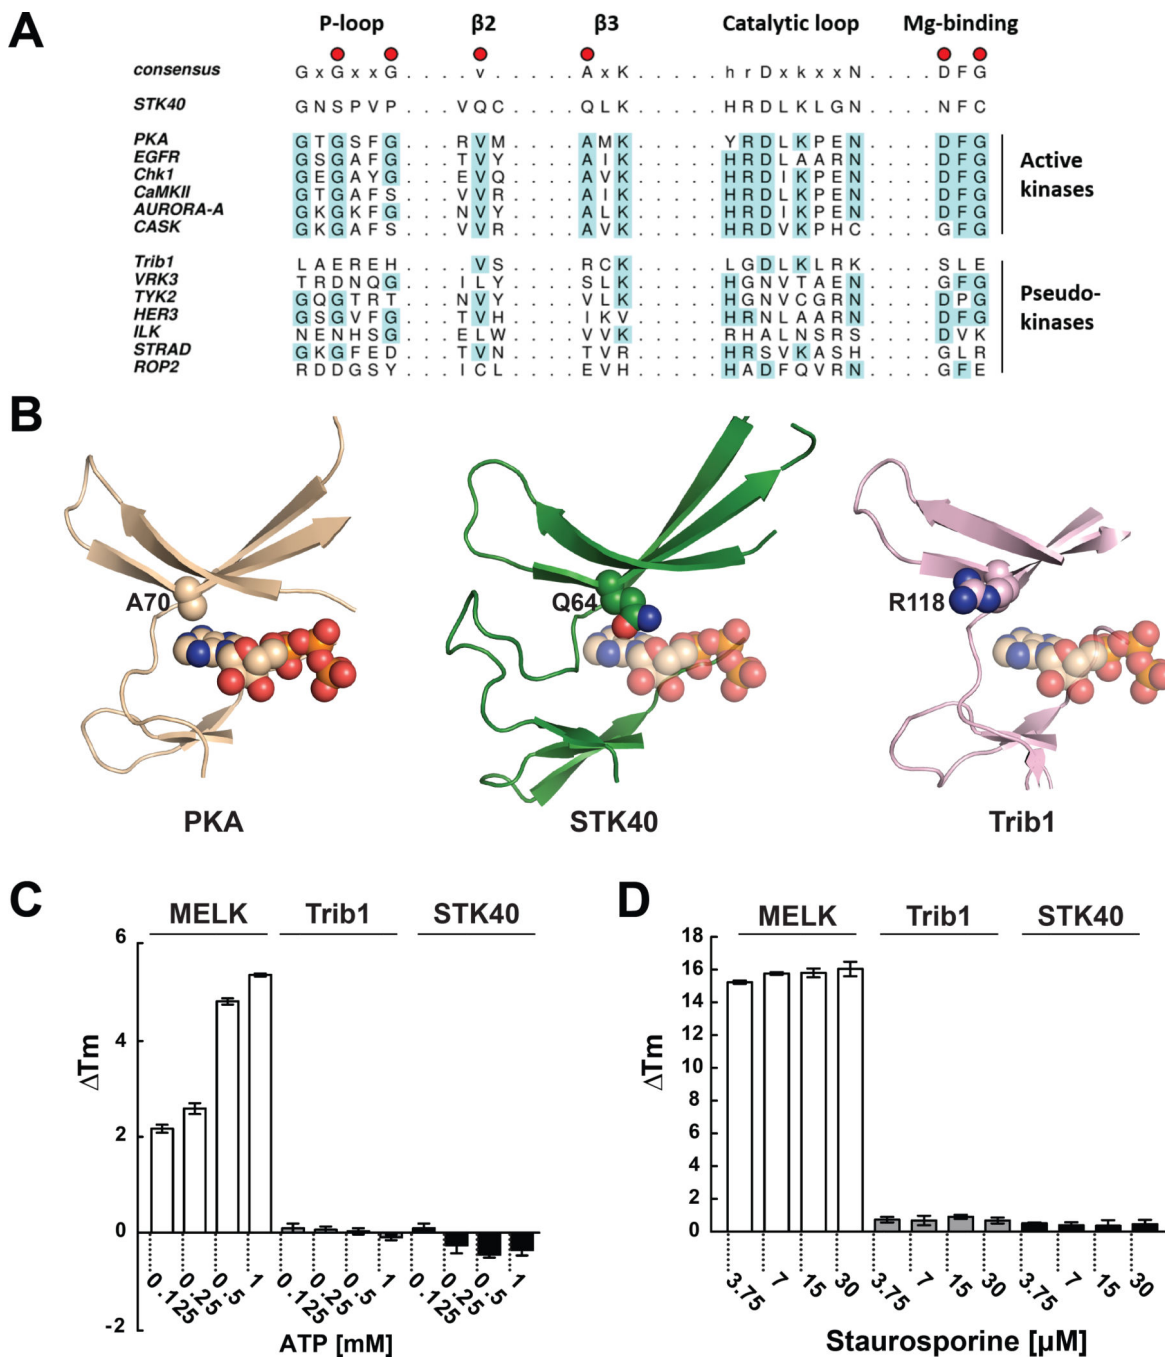 A
P-loop β2 β3 Catalytic loop Mg-binding
consensus G x G x x G . . . . v . . . . . A x K . . . . . h r D x k x x N . . . . D F G
STK40 G N S P V P . . . . V Q C . . . . . Q L K . . . . . H R D L K L G N . . . . N F C
PKA G T G S F G . . . . R V M . . . . . A M K . . . . . Y R D L K P E N . . . . D F G
EGFR G S G A F G . . . . T V Y . . . . . A I K . . . . . H R D L A A R N . . . . D F G
Chk1 G E G A Y G . . . . E V Q . . . . . A V K . . . . . H R D I K P E N . . . . D F G
CaMKII G T G A F S . . . . V V R . . . . . A I K . . . . . H R D L K P E N . . . . D F G
AURORA-A G K G K F G . . . . N V Y . . . . . A L K . . . . . H R D I K P E N . . . . D F G
CASK G K G A F S . . . . V V R . . . . . A V K . . . . . H R D V K P H C . . . . G F G
Active
kinases
Trib1 L A E R E H . . . . V S . . . . . R C K . . . . . L G D L K L R K . . . . S L E
VRK3 T R D N Q G . . . . I L Y . . . . . S L K . . . . . H G N V T A E N . . . . G F G
TYK2 G Q G T R T . . . . N V Y . . . . . V L K . . . . . H G N V C G R N . . . . D P G
HER3 G S G V F G . . . . T V H . . . . . I K V . . . . . H R N L A A R N . . . . D F G
ILK N E N H S G . . . . E L W . . . . . V V K . . . . . R H A L N S R S . . . . D V K
STRAD G K G F E D . . . . T V N . . . . . T V R . . . . . H R S V K A S H . . . . G L R
ROP2 R D D G S Y . . . . I C L . . . . . E V H . . . . . H A D F Q V R N . . . . G F E
Pseudo-
kinases
B
A70
Q64
R118
PKA
STK40
Trib1
C
MELK Trib1 STK40
6
4
2
0
-2
ΔTm
0.125 0.25 0.5 1 0.125 0.25 0.5 1 0.125 0.25 0.5 1
ATP [mM]
D
MELK Trib1 STK40
18
16
14
12
10
8
6
4
2
0
ΔTm
3.75 7 15 30 3.75 7 15 30 3.75 7 15 30
Staurosporine [µM]